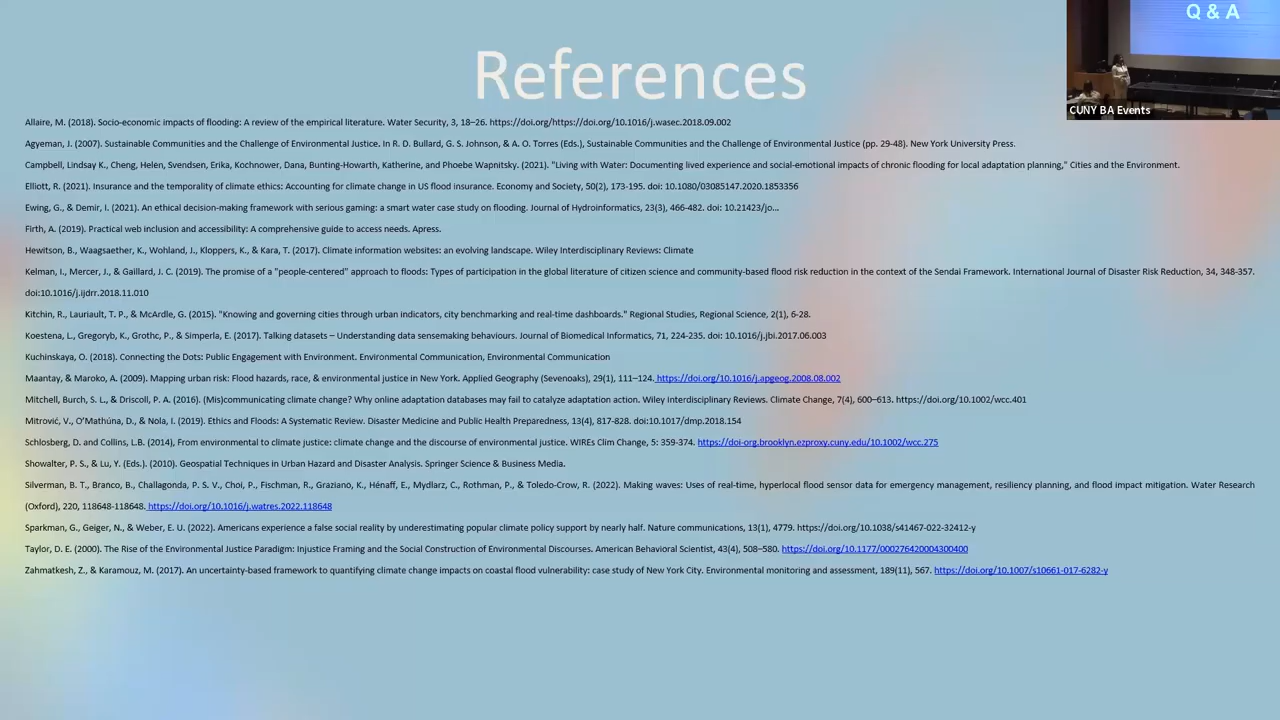 Q & A
CUNY BA Events
References
Allaire, M. (2018). Socio-economic impacts of flooding: A review of the empirical literature. Water Security, 3, 18–26. https://doi.org/https://doi.org/10.1016/j.wasec.2018.09.002
Agyeman, J. (2007). Sustainable Communities and the Challenge of Environmental Justice. In R. D. Bullard, G. S. Johnson, & A. O. Torres (Eds.), Sustainable Communities and the Challenge of Environmental Justice (pp. 29-48). New York University Press.
Campbell, Lindsay K., Cheng, Helen, Svendsen, Erika, Kochnower, Dana, Bunting-Howarth, Katherine, and Phoebe Wapnitsky. (2021). "Living with Water: Documenting lived experience and social-emotional impacts of chronic flooding for local adaptation planning," Cities and the Environment.
Elliott, R. (2021). Insurance and the temporality of climate ethics: Accounting for climate change in US flood insurance. Economy and Society, 50(2), 173-195. doi: 10.1080/03085147.2020.1853356
Ewing, G., & Demir, I. (2021). An ethical decision-making framework with serious gaming: a smart water case study on flooding. Journal of Hydroinformatics, 23(3), 466-482. doi: 10.21423/jo...
Firth, A. (2019). Practical web inclusion and accessibility: A comprehensive guide to access needs. Apress.
Hewitson, B., Waagsaether, K., Wohland, J., Kloppers, K., & Kara, T. (2017). Climate information websites: an evolving landscape. Wiley Interdisciplinary Reviews: Climate
Kelman, I., Mercer, J., & Gaillard, J. C. (2019). The promise of a "people-centered" approach to floods: Types of participation in the global literature of citizen science and community-based flood risk reduction in the context of the Sendai Framework. International Journal of Disaster Risk Reduction, 34, 348-357.
doi:10.1016/j.ijdrr.2018.11.010
Kitchin, R., Lauriault, T. P., & McArdle, G. (2015). "Knowing and governing cities through urban indicators, city benchmarking and real-time dashboards." Regional Studies, Regional Science, 2(1), 6-28.
Koestena, L., Gregoryb, K., Grothc, P., & Simperla, E. (2017). Talking datasets – Understanding data sensemaking behaviours. Journal of Biomedical Informatics, 71, 224-235. doi: 10.1016/j.jbi.2017.06.003
Kuchinskaya, O. (2018). Connecting the Dots: Public Engagement with Environment. Environmental Communication, Environmental Communication
Maantay, & Maroko, A. (2009). Mapping urban risk: Flood hazards, race, & environmental justice in New York. Applied Geography (Sevenoaks), 29(1), 111–124. https://doi.org/10.1016/j.apgeog.2008.08.002
Mitchell, Burch, S. L., & Driscoll, P. A. (2016). (Mis)communicating climate change? Why online adaptation databases may fail to catalyze adaptation action. Wiley Interdisciplinary Reviews. Climate Change, 7(4), 600–613. https://doi.org/10.1002/wcc.401
Mitrović, V., O'Mathúna, D., & Nola, I. (2019). Ethics and Floods: A Systematic Review. Disaster Medicine and Public Health Preparedness, 13(4), 817-828. doi:10.1017/dmp.2018.154
Schlosberg, D. and Collins, L.B. (2014), From environmental to climate justice: climate change and the discourse of environmental justice. WIREs Clim Change, 5: 359-374. https://doi-org.brooklyn.ezproxy.cuny.edu/10.1002/wcc.275
Showalter, P. S., & Lu, Y. (Eds.). (2010). Geospatial Techniques in Urban Hazard and Disaster Analysis. Springer Science & Business Media.
Silverman, B. T., Branco, B., Challagonda, P. S. V., Choi, P., Fischman, R., Graziano, K., Hénaff, E., Mydlarz, C., Rothman, P., & Toledo-Crow, R. (2022). Making waves: Uses of real-time, hyperlocal flood sensor data for emergency management, resiliency planning, and flood impact mitigation. Water Research
(Oxford), 220, 118648-118648. https://doi.org/10.1016/j.watres.2022.118648
Sparkman, G., Geiger, N., & Weber, E. U. (2022). Americans experience a false social reality by underestimating popular climate policy support by nearly half. Nature communications, 13(1), 4779. https://doi.org/10.1038/s41467-022-32412-y
Taylor, D. E. (2000). The Rise of the Environmental Justice Paradigm: Injustice Framing and the Social Construction of Environmental Discourses. American Behavioral Scientist, 43(4), 508–580. https://doi.org/10.1177/0002764200043004003
Zahmatkesh, Z., & Karamouz, M. (2017). An uncertainty-based framework to quantifying climate change impacts on coastal flood vulnerability: case study of New York City. Environmental monitoring and assessment, 189(11), 567. https://doi.org/10.1007/s10661-017-6282-y